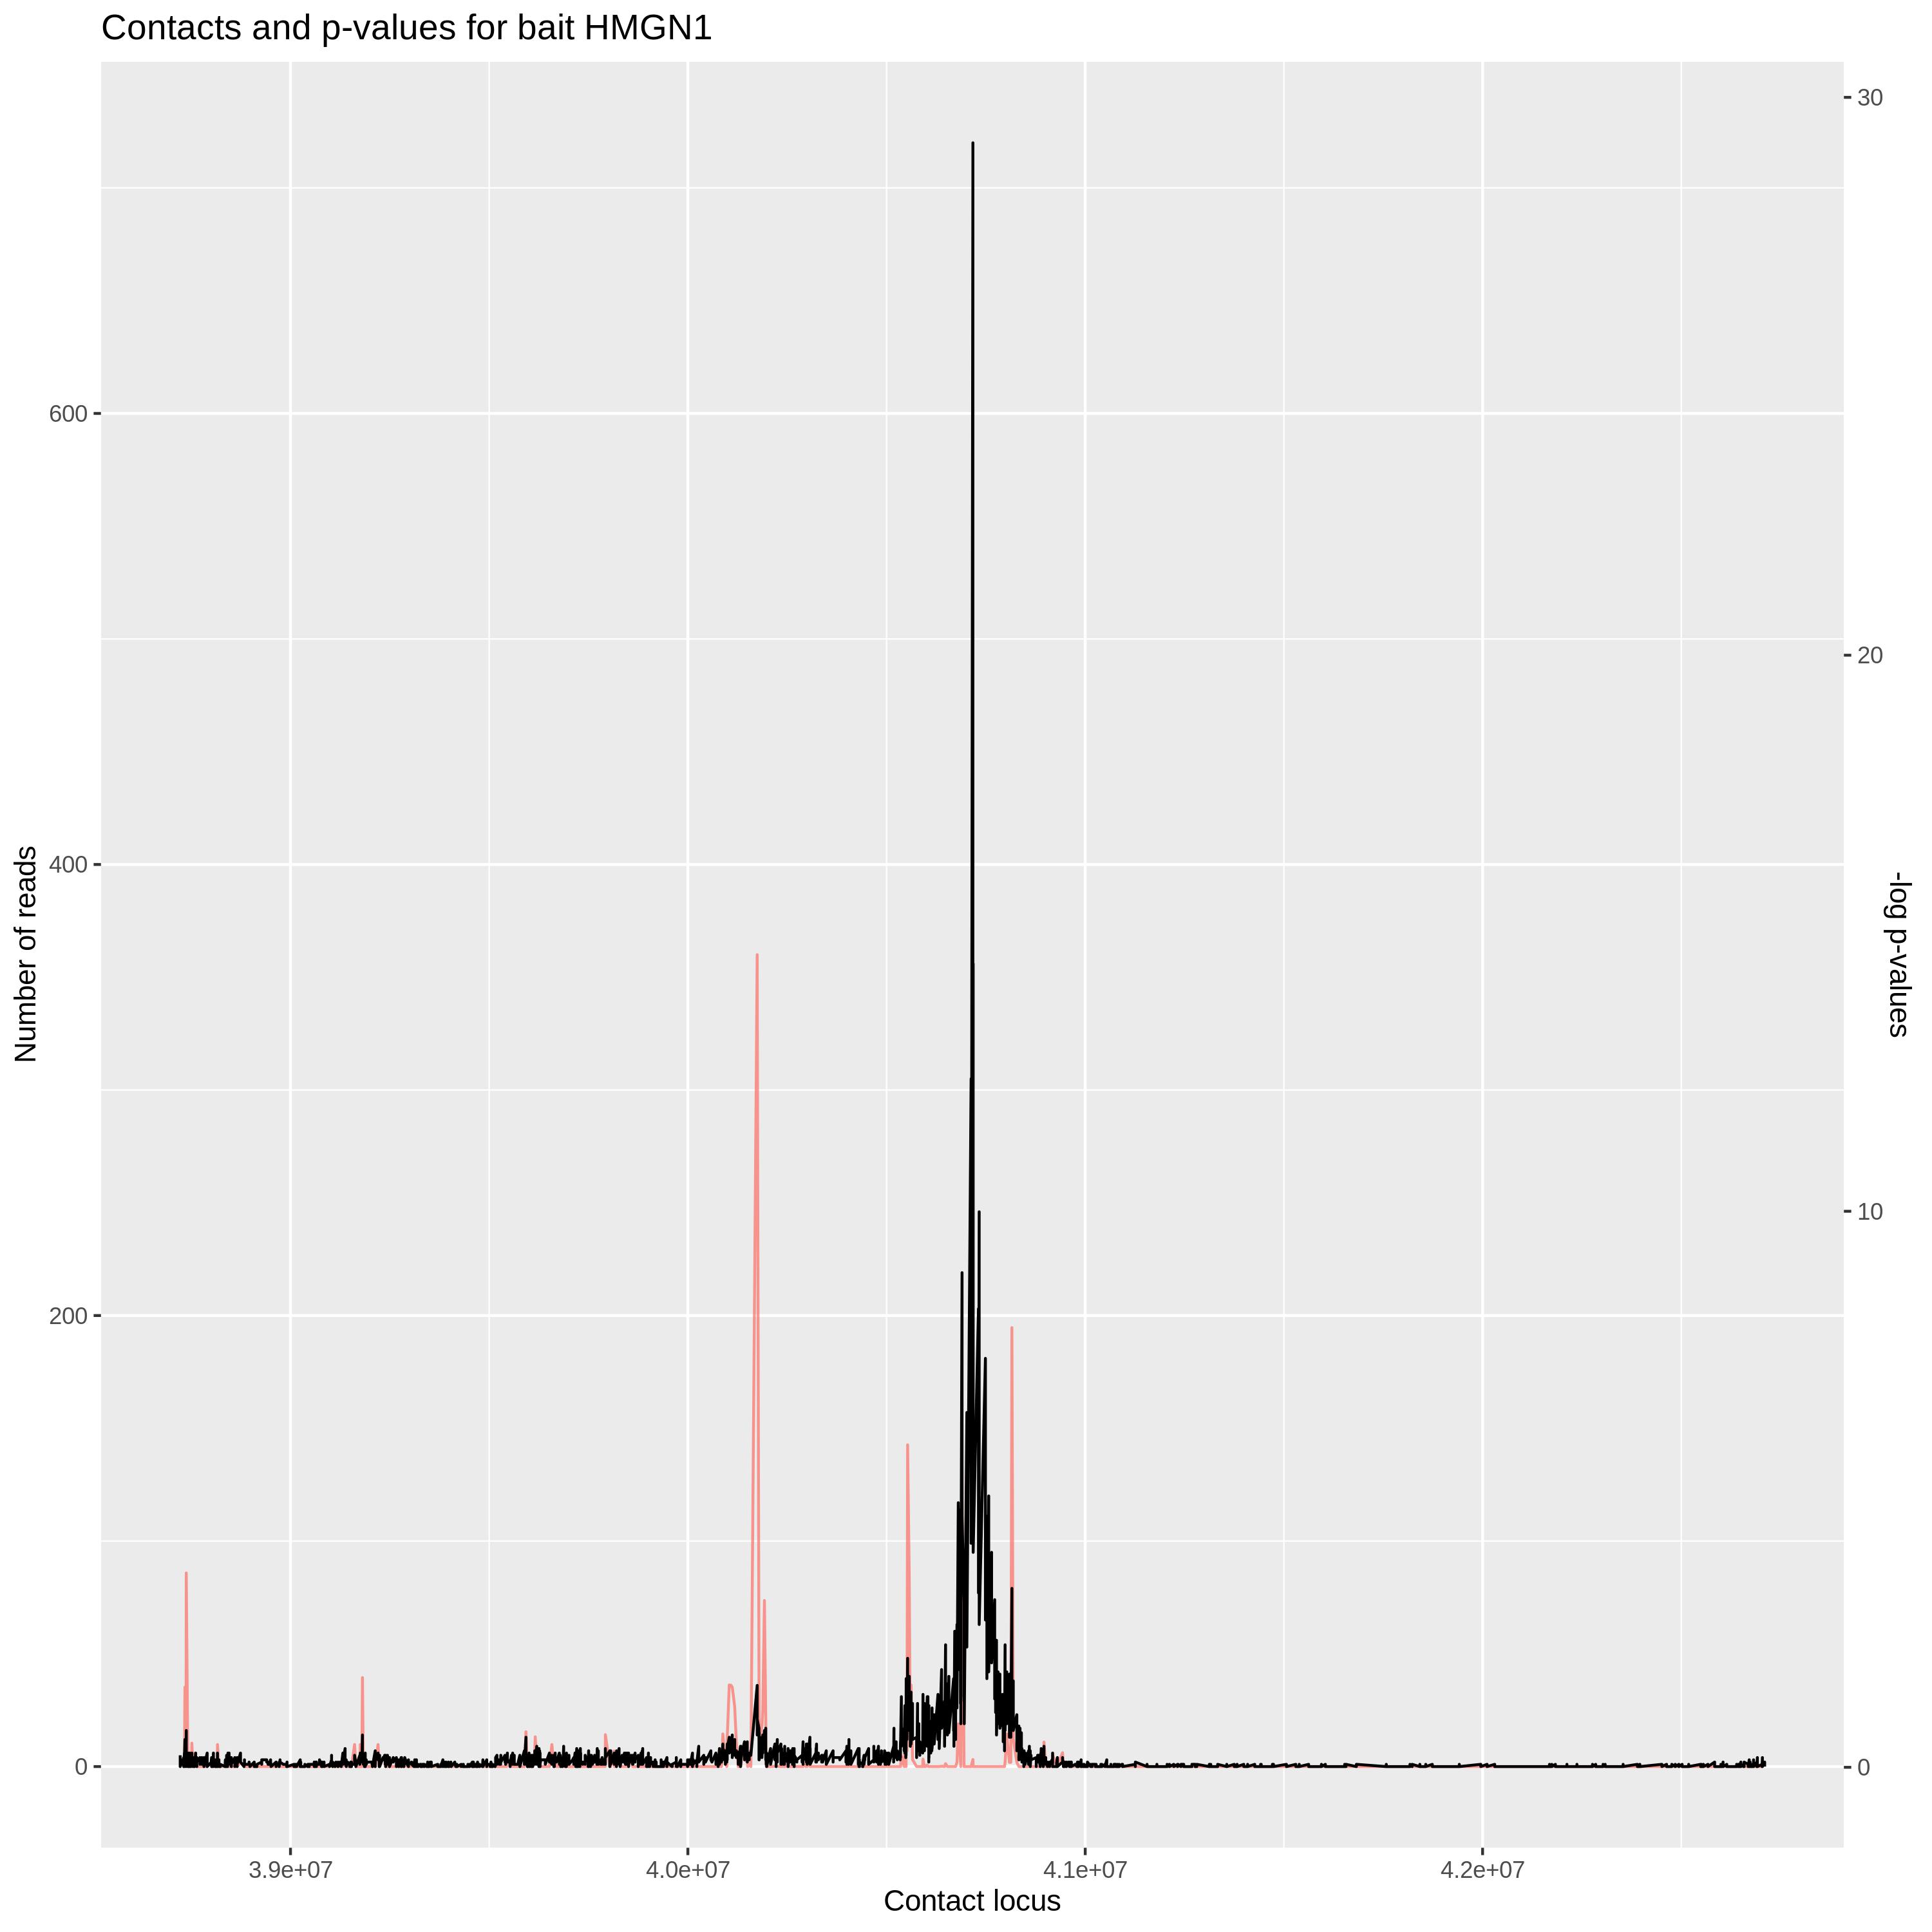 Contacts and p-values for bait HMGN1
30
600
20
400
Number of reads
-log p-values
10
200
0
0
3.9e+07
4.0e+07
4.1e+07
4.2e+07
Contact locus